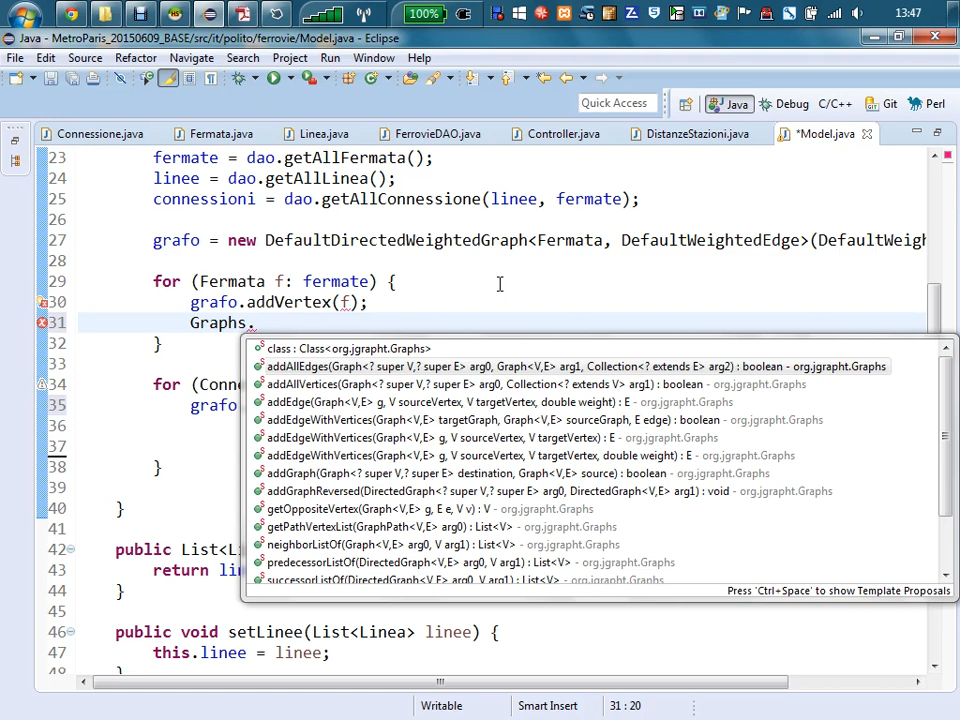 100%
13:47
Java - MetroParis_20150609_BASE/src/it/polito/ferrovie/Model.java - Eclipse
File Edit Source Refactor Navigate Search Project Run Window Help
Quick Access
Java Debug C/C++ Git Perl
Connessione.java Fermata.java Linea.java FerrovieDAO.java Controller.java DistanzeStazioni.java *Model.java
23 fermate = dao.getAllFermata();
24 linee = dao.getAllLinea();
25 connessioni = dao.getAllConnessione(linee, fermate);
26
27 grafo = new DefaultDirectedWeightedGraph<Fermata, DefaultWeightedEdge>(DefaultWeigh
28
29 for (Fermata f: fermate) {
30 grafo.addVertex(f);
31 Graphs.
32 }
33
34 for (Conn
35 grafo
36
37
38 }
39
40 }
41
42 public List<Li
43 return lin
44 }
45
46 public void setLinee(List<Linea> linee) {
47 this.linee = linee;
48 }
class : Class<org.jgrapht.Graphs>
addAllEdges(Graph<? super V,? super E> arg0, Graph<V,E> arg1, Collection<? extends E> arg2) : boolean - org.jgrapht.Graphs
addAllVertices(Graph<? super V,? super E> arg0, Collection<? extends V> arg1) : boolean - org.jgrapht.Graphs
addEdge(Graph<V,E> g, V sourceVertex, V targetVertex, double weight) : E - org.jgrapht.Graphs
addEdgeWithVertices(Graph<V,E> targetGraph, Graph<V,E> sourceGraph, E edge) : boolean - org.jgrapht.Graphs
addEdgeWithVertices(Graph<V,E> g, V sourceVertex, V targetVertex) : E - org.jgrapht.Graphs
addEdgeWithVertices(Graph<V,E> g, V sourceVertex, V targetVertex, double weight) : E - org.jgrapht.Graphs
addGraph(Graph<? super V,? super E> destination, Graph<V,E> source) : boolean - org.jgrapht.Graphs
addGraphReversed(DirectedGraph<? super V,? super E> arg0, DirectedGraph<V,E> arg1) : void - org.jgrapht.Graphs
getOppositeVertex(Graph<V,E> g, E e, V v) : V - org.jgrapht.Graphs
getPathVertexList(GraphPath<V,E> arg0) : List<V> - org.jgrapht.Graphs
neighborListOf(Graph<V,E> arg0, V arg1) : List<V> - org.jgrapht.Graphs
predecessorListOf(DirectedGraph<V,E> arg0, V arg1) : List<V> - org.jgrapht.Graphs
successorListOf(DirectedGraph<V,E> arg0, V arg1) : List<V> - org.jgrapht.Graphs
Press 'Ctrl+Space' to show Template Proposals
Writable Smart Insert 31 : 20